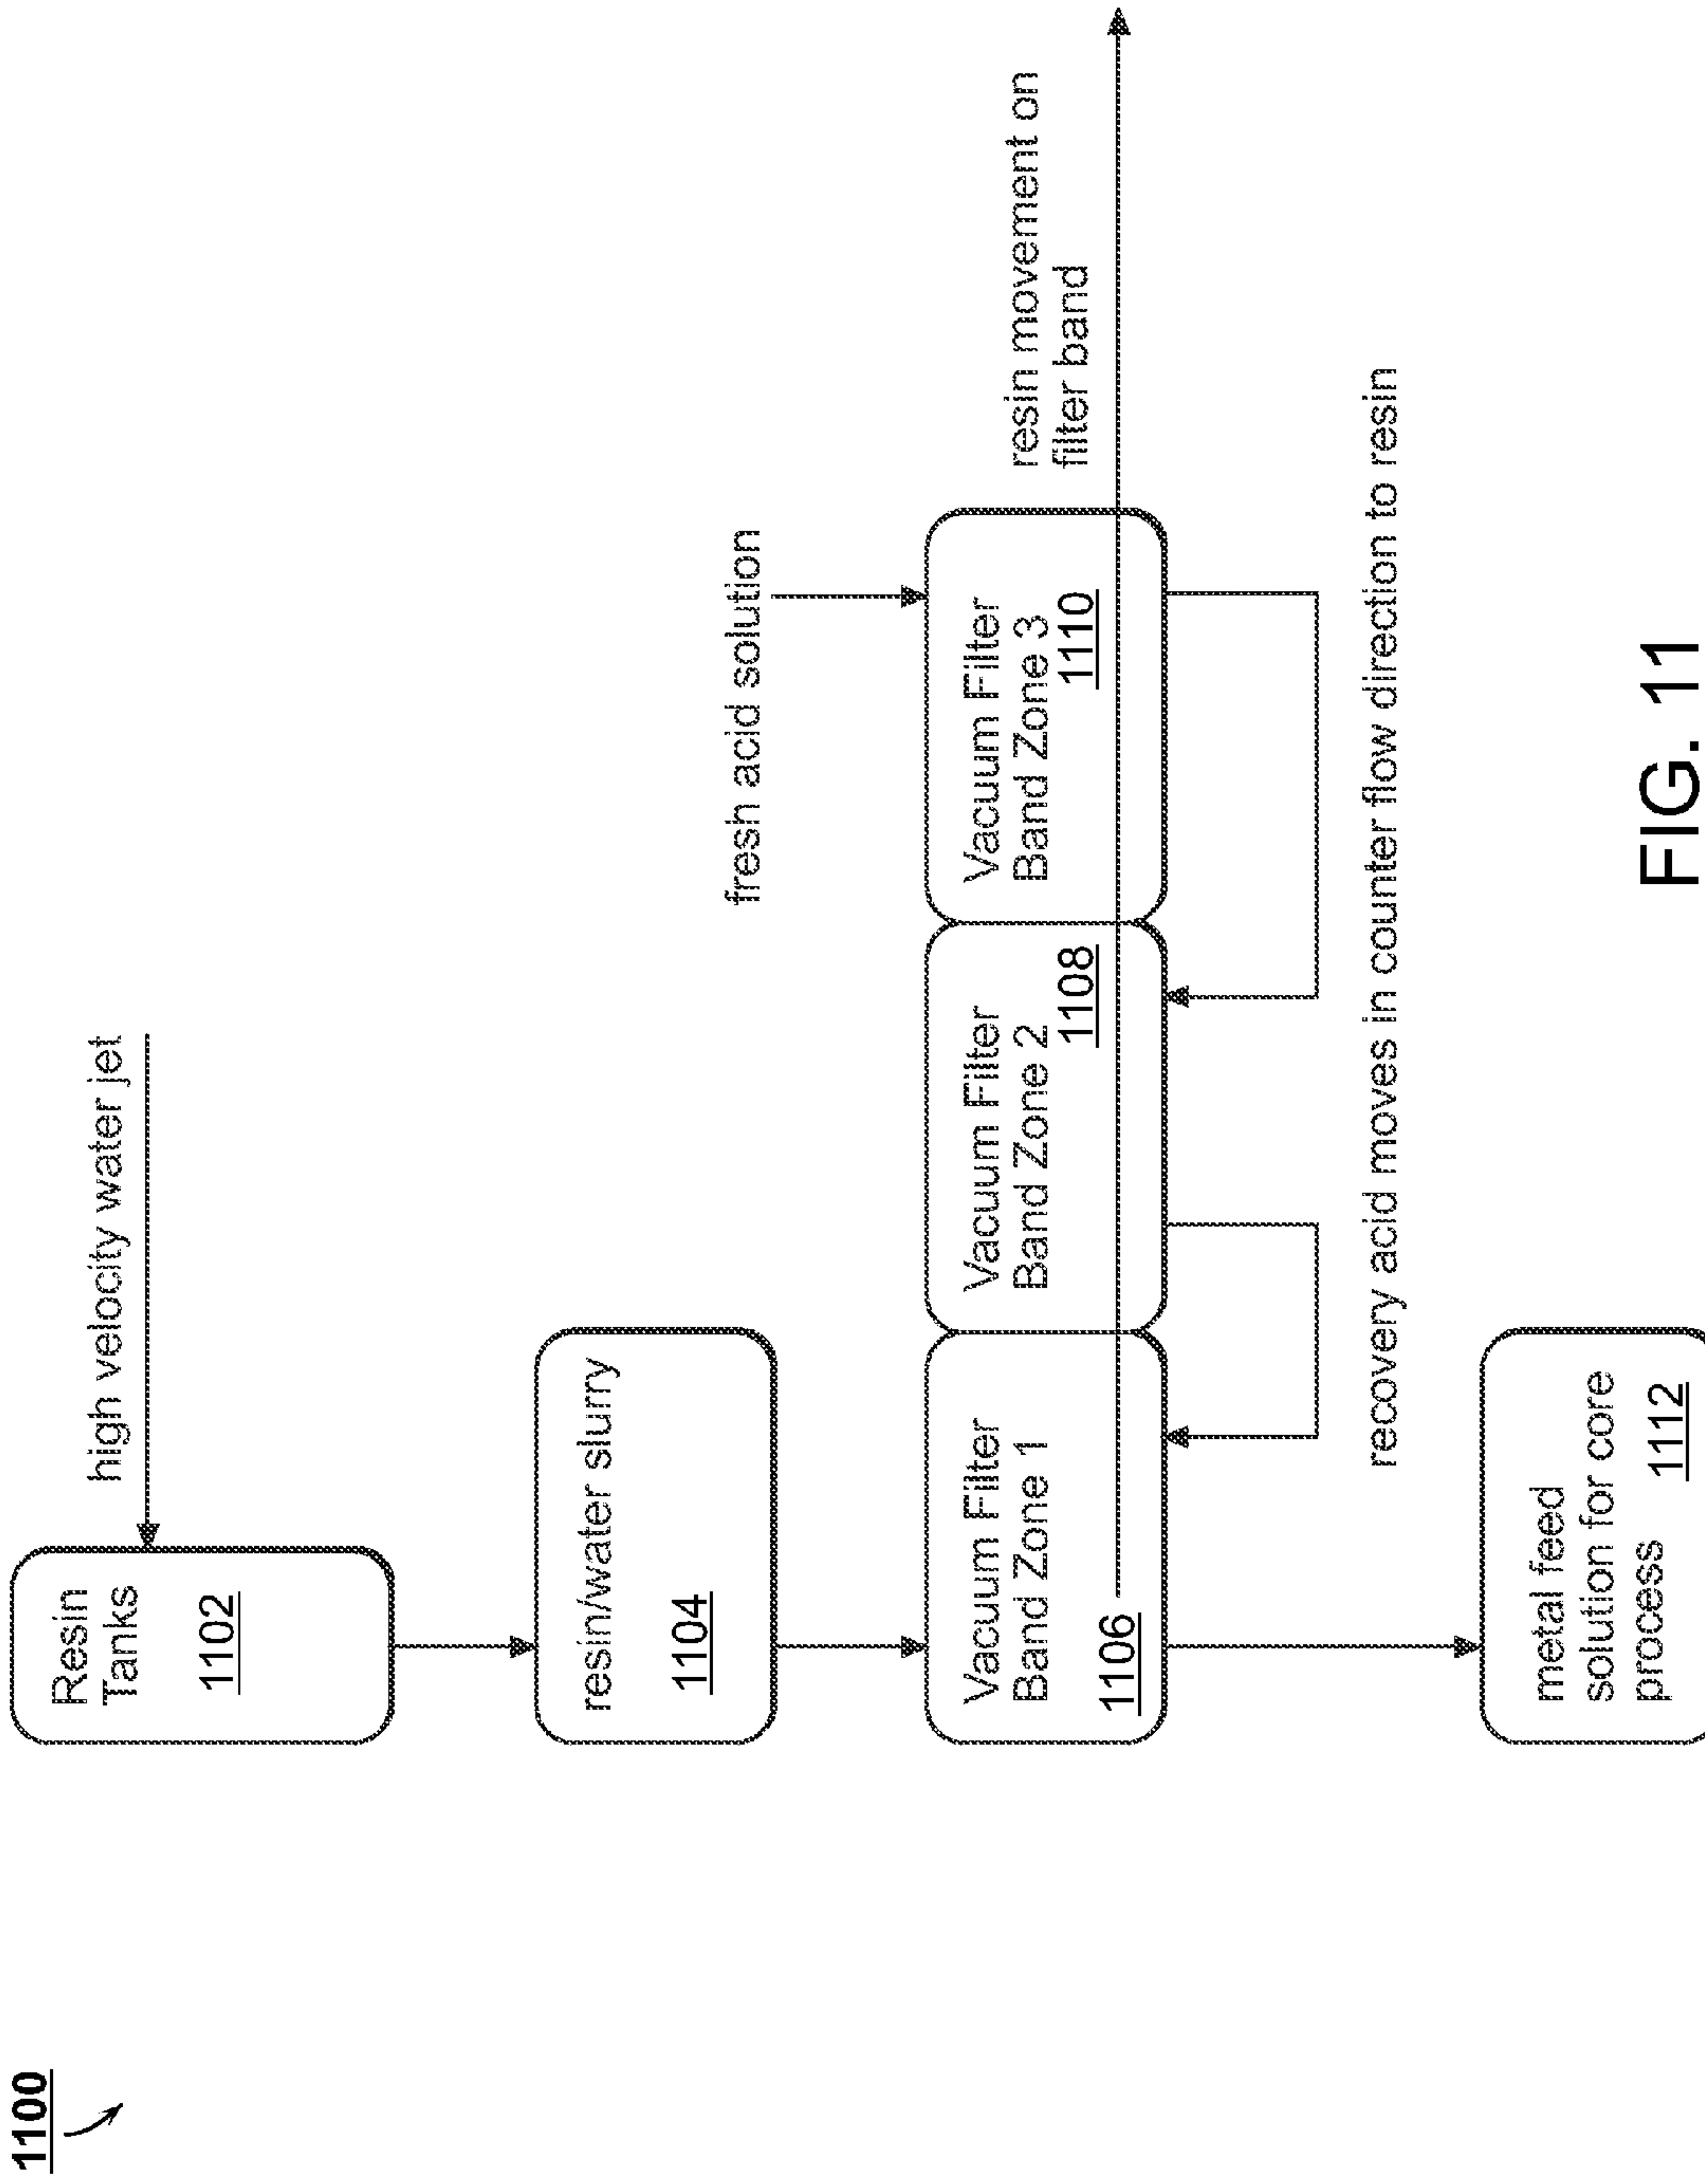 1100
high velocity water jet
Resin
Tanks
1102
resin/water slurry
1104
fresh acid solution
Vacuum Filter
Band Zone 1
1106
Vacuum Filter
Band Zone 2
1108
Vacuum Filter
Band Zone 3
1110
resin movement on
filter band
recovery acid moves in counter flow direction to resin
metal feed
solution for core
process 1112
FIG. 11